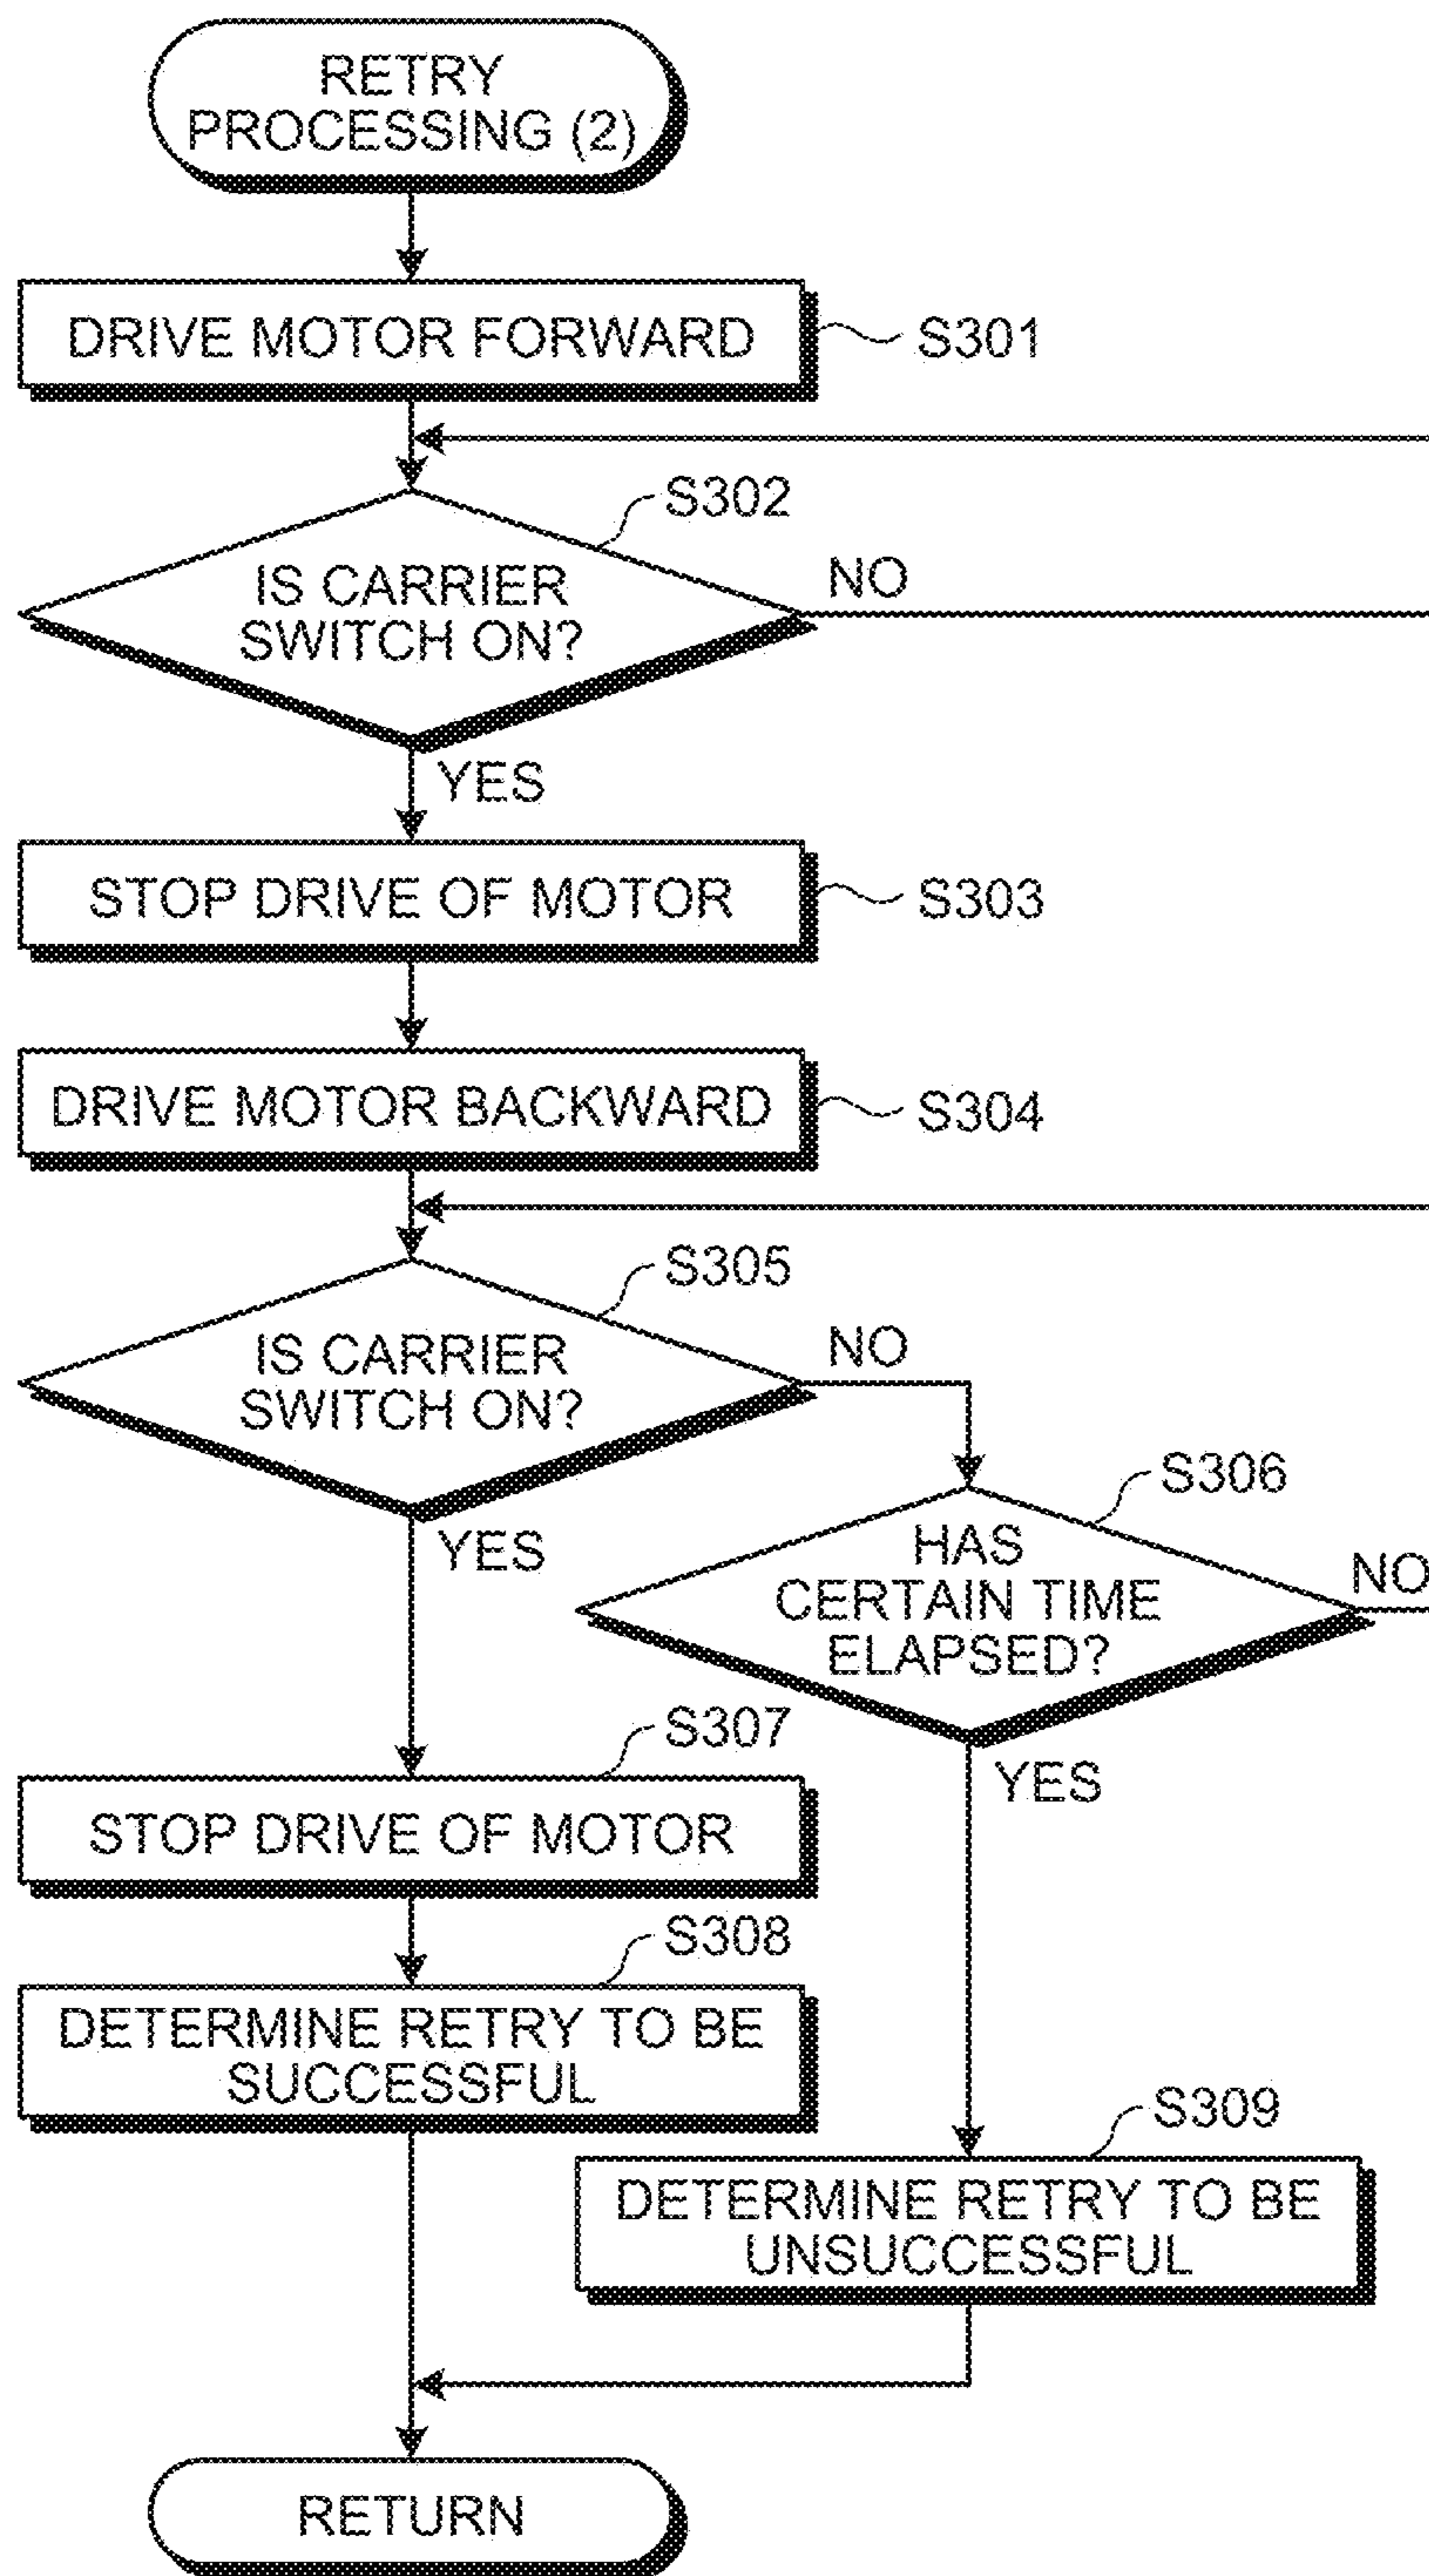 RETRY
PROCESSING (2)
DRIVE MOTOR FORWARD
S301
S302
IS CARRIER
SWITCH ON?
NO
YES
STOP DRIVE OF MOTOR
S303
DRIVE MOTOR BACKWARD
S304
S305
IS CARRIER
SWITCH ON?
NO
YES
S306
HAS
CERTAIN TIME
ELAPSED?
NO
YES
S307
STOP DRIVE OF MOTOR
S308
DETERMINE RETRY TO BE
SUCCESSFUL
S309
DETERMINE RETRY TO BE
UNSUCCESSFUL
RETURN